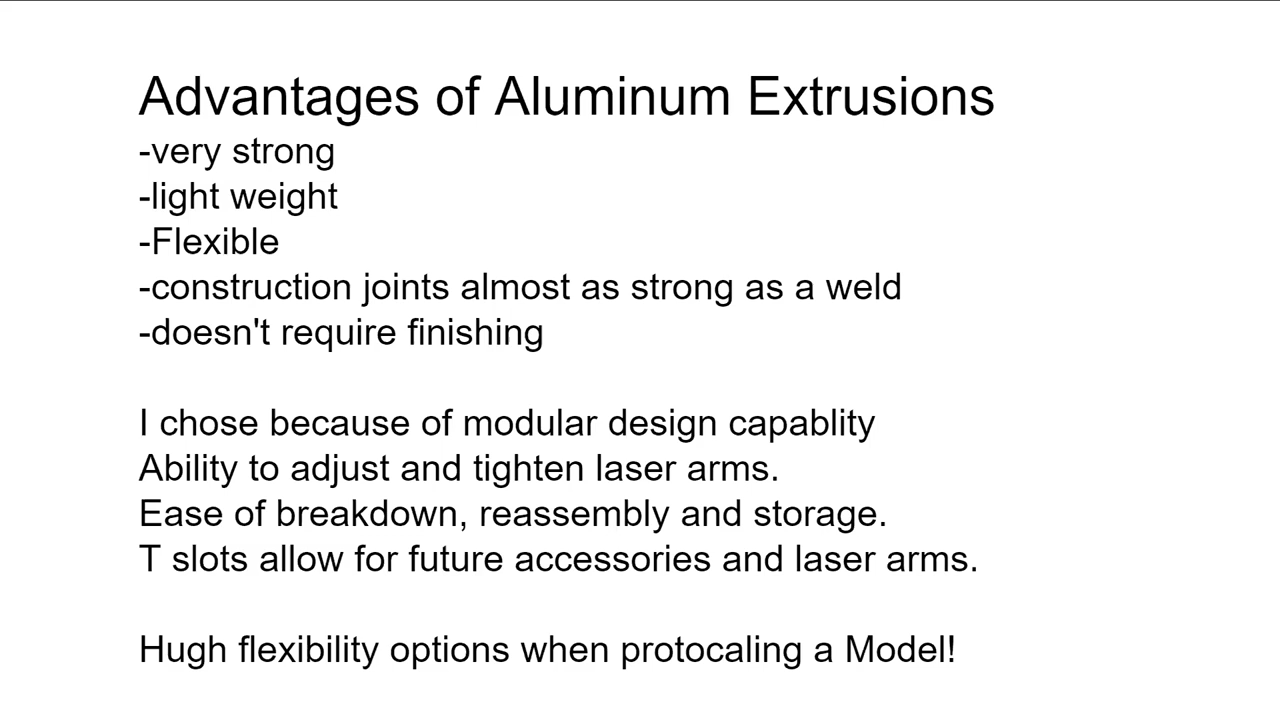 Advantages of Aluminum Extrusions
-very strong
-light weight
-Flexible
-construction joints almost as strong as a weld
-doesn't require finishing
I chose because of modular design capablity
Ability to adjust and tighten laser arms.
Ease of breakdown, reassembly and storage.
T slots allow for future accessories and laser arms.
Hugh flexibility options when protocaling a Model!